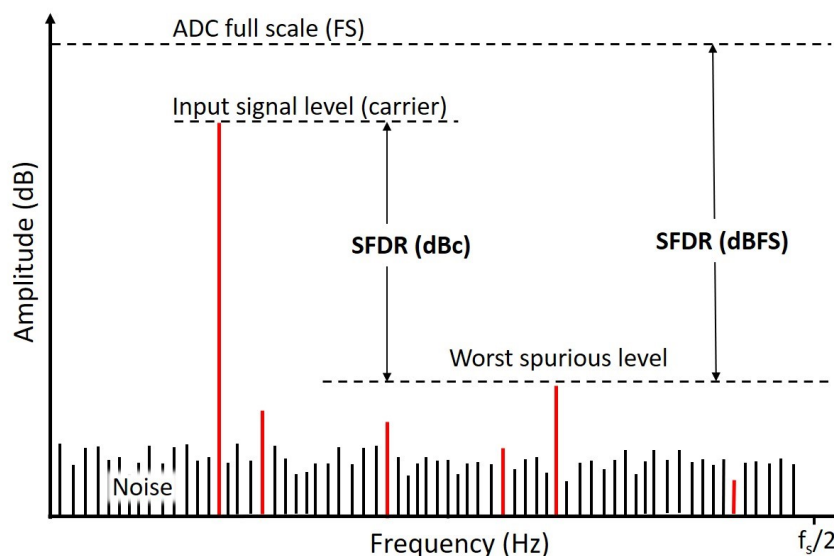 ADC full scale (FS)
Input signal level (carrier)
Amplitude (dB)
SFDR (dBc)
SFDR (dBFS)
Worst spurious level
Noise
Frequency (Hz)
fₛ/2